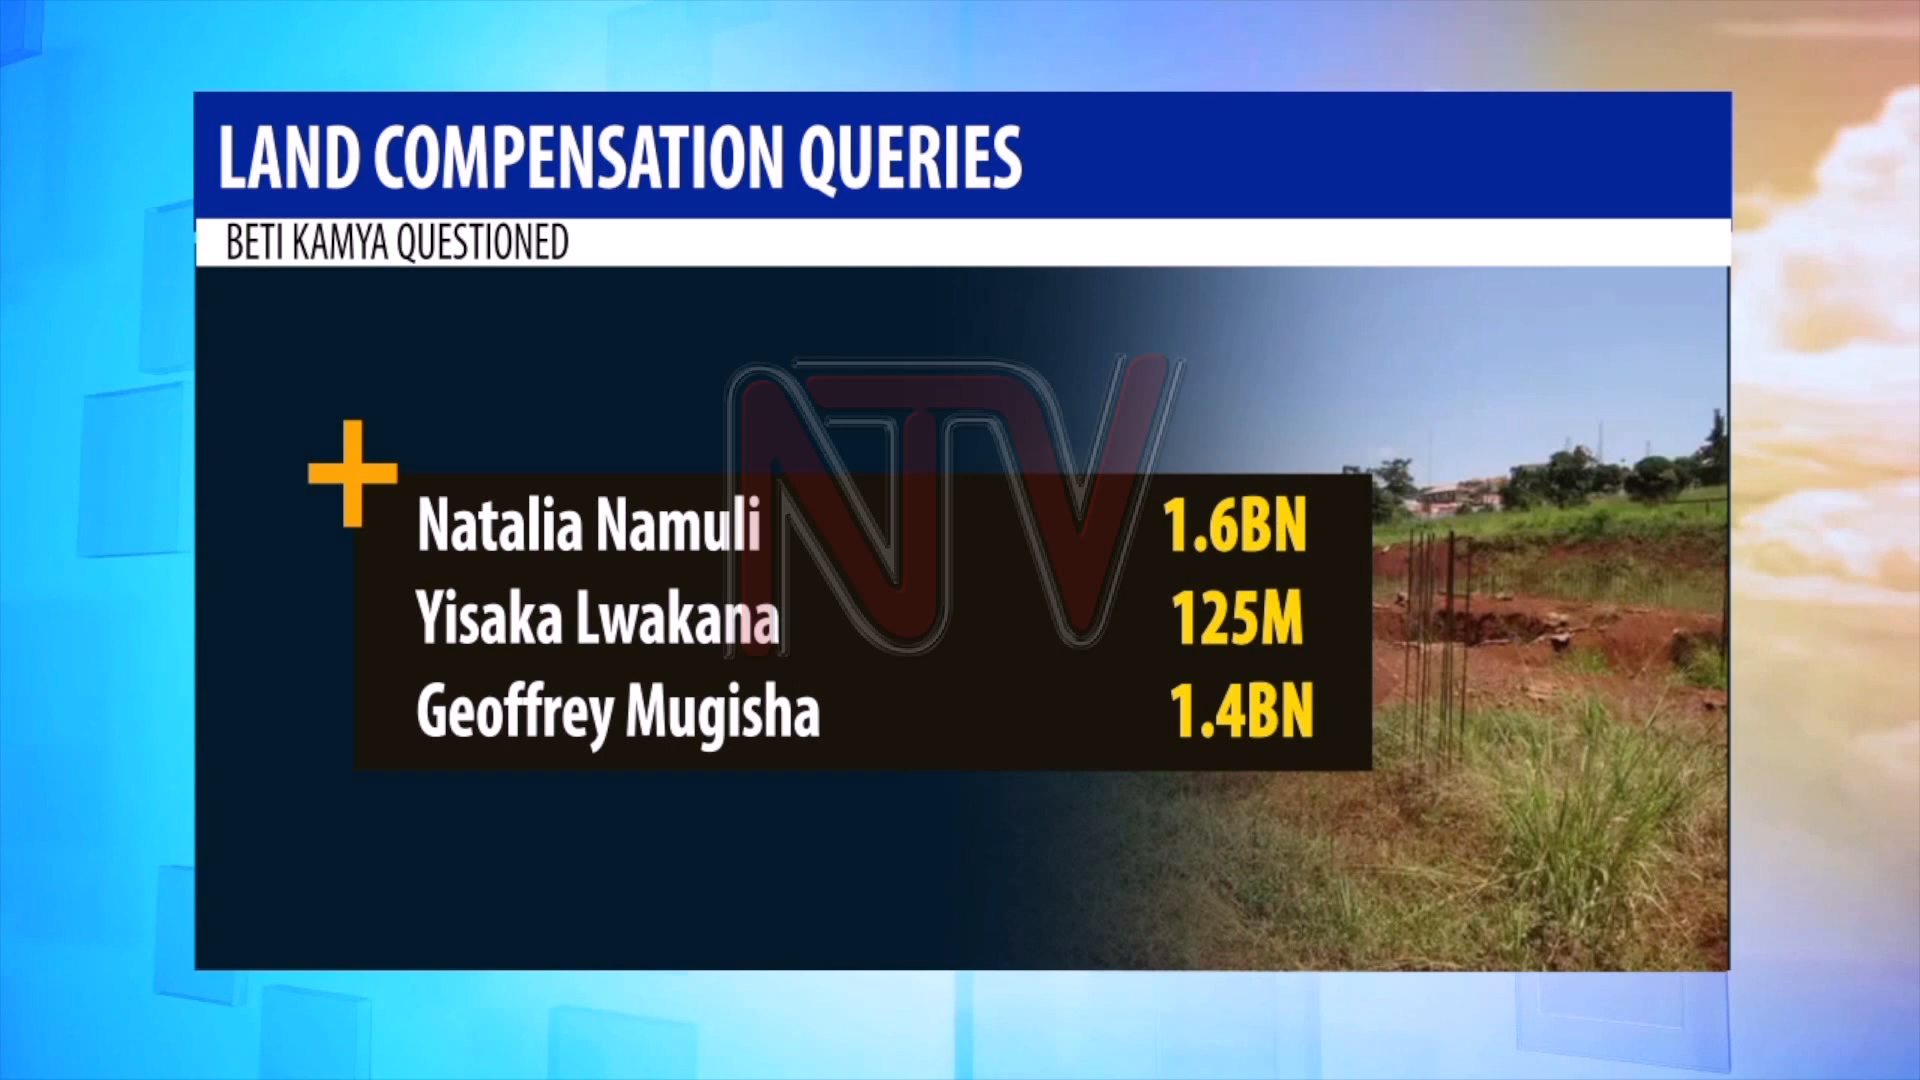 LAND COMPENSATION QUERIES
BETI KAMYA QUESTIONED
NTV
Natalia Namuli 1.6BN
Yisaka Lwakana 125M
Geoffrey Mugisha 1.4BN